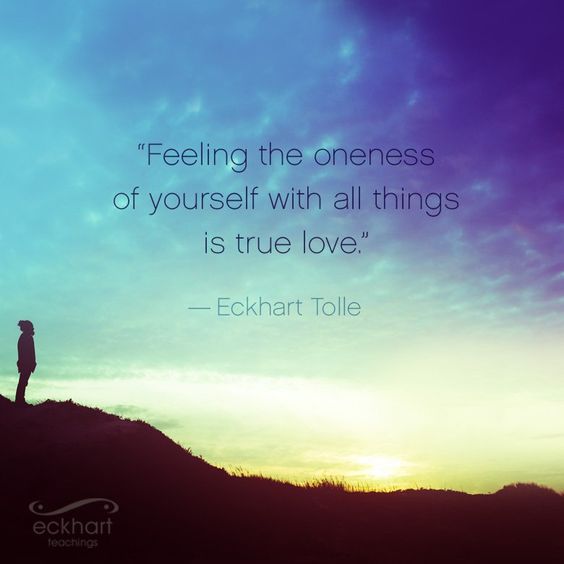 “Feeling the oneness
of yourself with all things
is true love.”
— Eckhart Tolle
eckhart
teachings